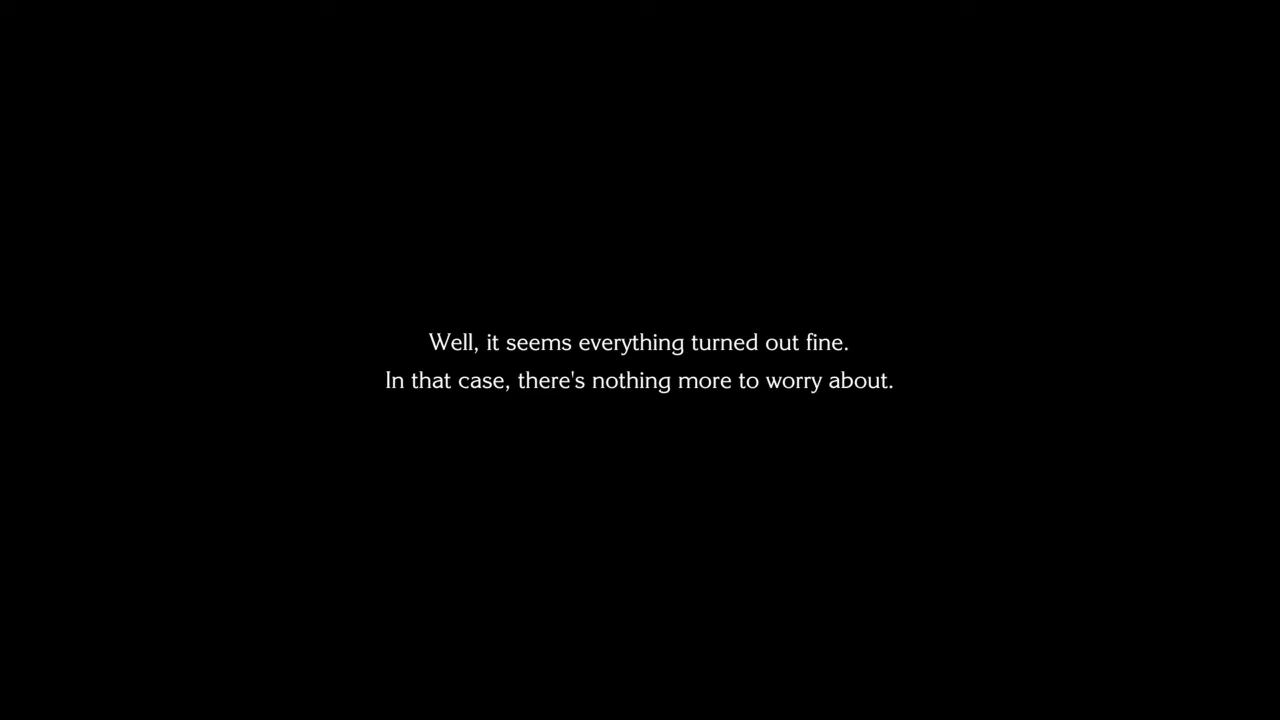 Well, it seems everything turned out fine.
In that case, there's nothing more to worry about.